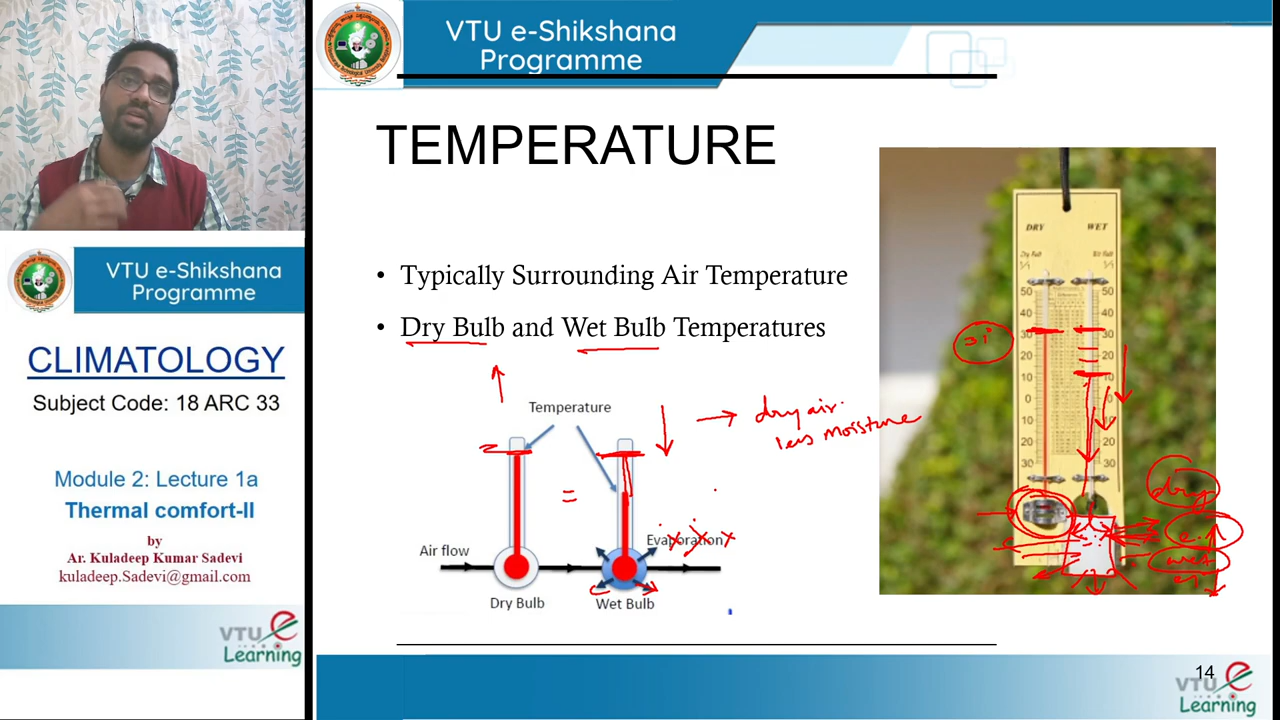 VTU e-Shikshana
Programme
VTU e-Shikshana
Programme
CLIMATOLOGY
Subject Code: 18 ARC 33
Module 2: Lecture 1a
Thermal comfort-II
by
Ar. Kuladeep Kumar Sadevi
kuladeep.Sadevi@gmail.com
VTU e
Learning
TEMPERATURE
• Typically Surrounding Air Temperature
• Dry Bulb and Wet Bulb Temperatures
Temperature
dry air.
less moisture
=
Air flow
Evaporation
Dry Bulb
Wet Bulb
DRY
WET
50
50
40
40
30
30
20
20
10
10
0
0
10
10
20
20
30
30
31°
dry
e.↑
wet
14
VTU e
Learning